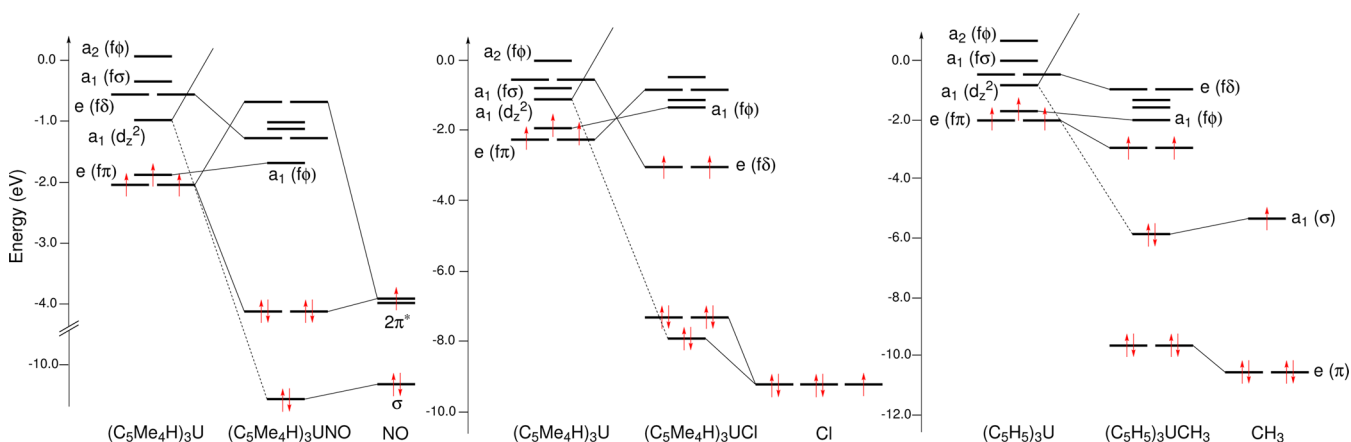 Energy (eV)
0.0
-1.0
-2.0
-3.0
-4.0
-10.0
a₂ (fϕ)
a₁ (fσ)
e (fδ)
a₁ (d_z²)
e (fπ)
a₁ (fϕ)
2π*
σ
(C₅Me₄H)₃U
(C₅Me₄H)₃UNO
NO
0.0
-2.0
-4.0
-6.0
-8.0
-10.0
a₂ (fϕ)
a₁ (fσ)
a₁ (d_z²)
e (fπ)
a₁ (fϕ)
e (fδ)
(C₅Me₄H)₃U
(C₅Me₄H)₃UCl
Cl
0.0
-2.0
-4.0
-6.0
-8.0
-10.0
-12.0
a₂ (fϕ)
a₁ (fσ)
a₁ (d_z²)
e (fπ)
e (fδ)
a₁ (fϕ)
a₁ (σ)
e (π)
(C₅H₅)₃U
(C₅H₅)₃UCH₃
CH₃